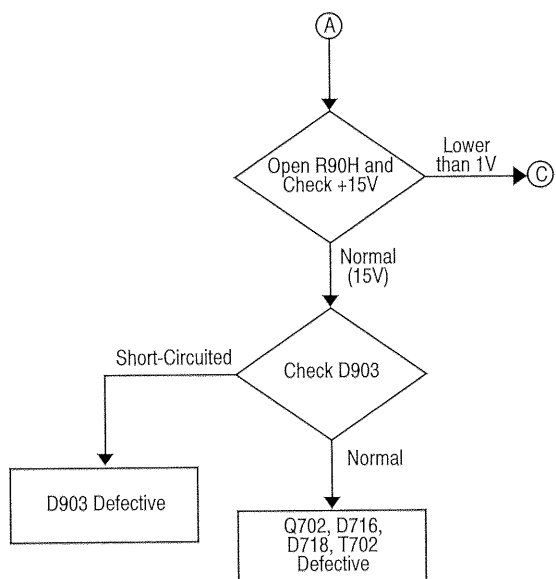 A
Open R90H and
Check +15V
Lower
than 1V
C
Normal
(15V)
Short-Circuited
Check D903
Normal
D903 Defective
Q702, D716,
D718, T702
Defective